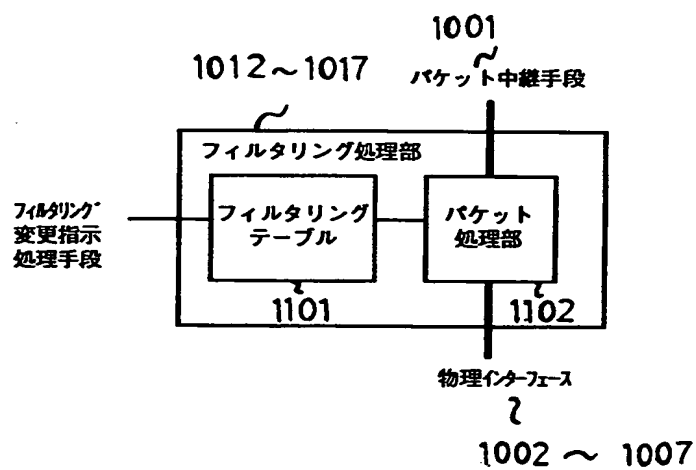 1001
1012~1017
パケット中継手段
フィルタリング処理部
フィルタリング
変更指示
処理手段
フィルタリング
テーブル
パケット
処理部
1101
1102
物理インターフェース
1002 ~ 1007